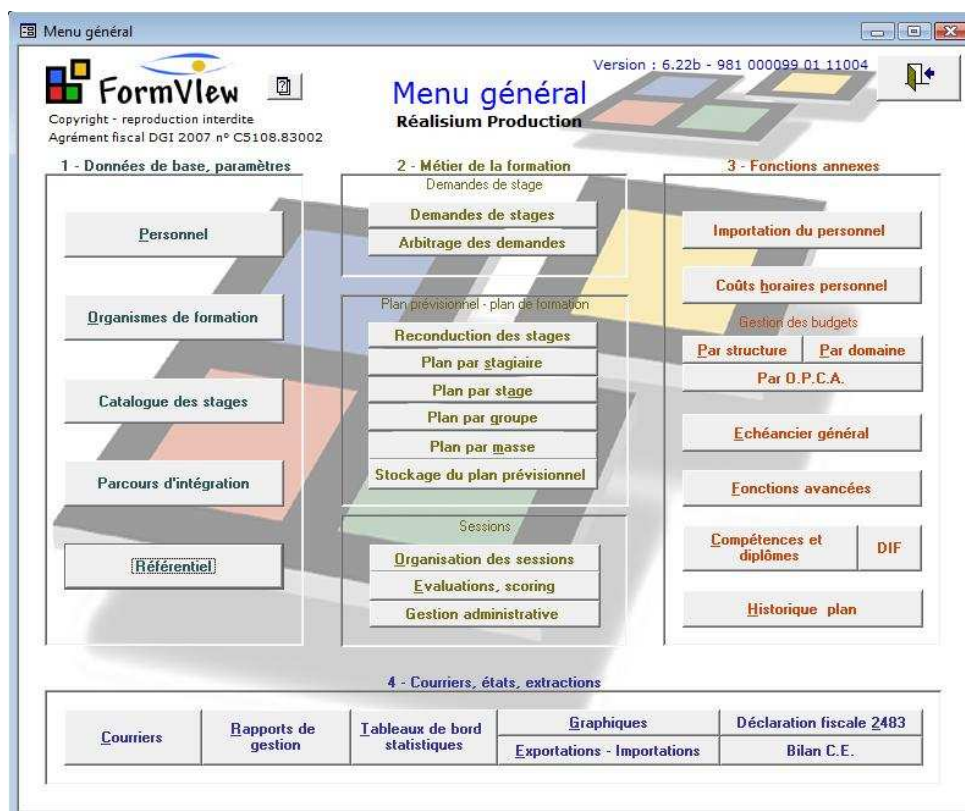 Menu général
FormVIew
Version : 6.22b - 981 000099 01 11004
Menu général
Réalisium Production
Copyright - reproduction interdite
Agrément fiscal DGI 2007 n° C5108.83002
1 - Données de base, paramètres
Personnel
Organismes de formation
Catalogue des stages
Parcours d'intégration
Référentiel
2 - Métier de la formation
Demandes de stage
Demandes de stages
Arbitrage des demandes
Plan prévisionnel - plan de formation
Reconduction des stages
Plan par stagiaire
Plan par stage
Plan par groupe
Plan par masse
Stockage du plan prévisionnel
Sessions
Organisation des sessions
Evaluations, scoring
Gestion administrative
3 - Fonctions annexes
Importation du personnel
Coûts horaires personnel
Gestion des budgets
Par structure
Par domaine
Par O.P.C.A.
Echéancier général
Fonctions avancées
Compétences et
diplômes
DIF
Historique plan
4 - Courriers, états, extractions
Courriers
Rapports de
gestion
Tableaux de bord
statistiques
Graphiques
Exportations - Importations
Déclaration fiscale 2483
Bilan C.E.